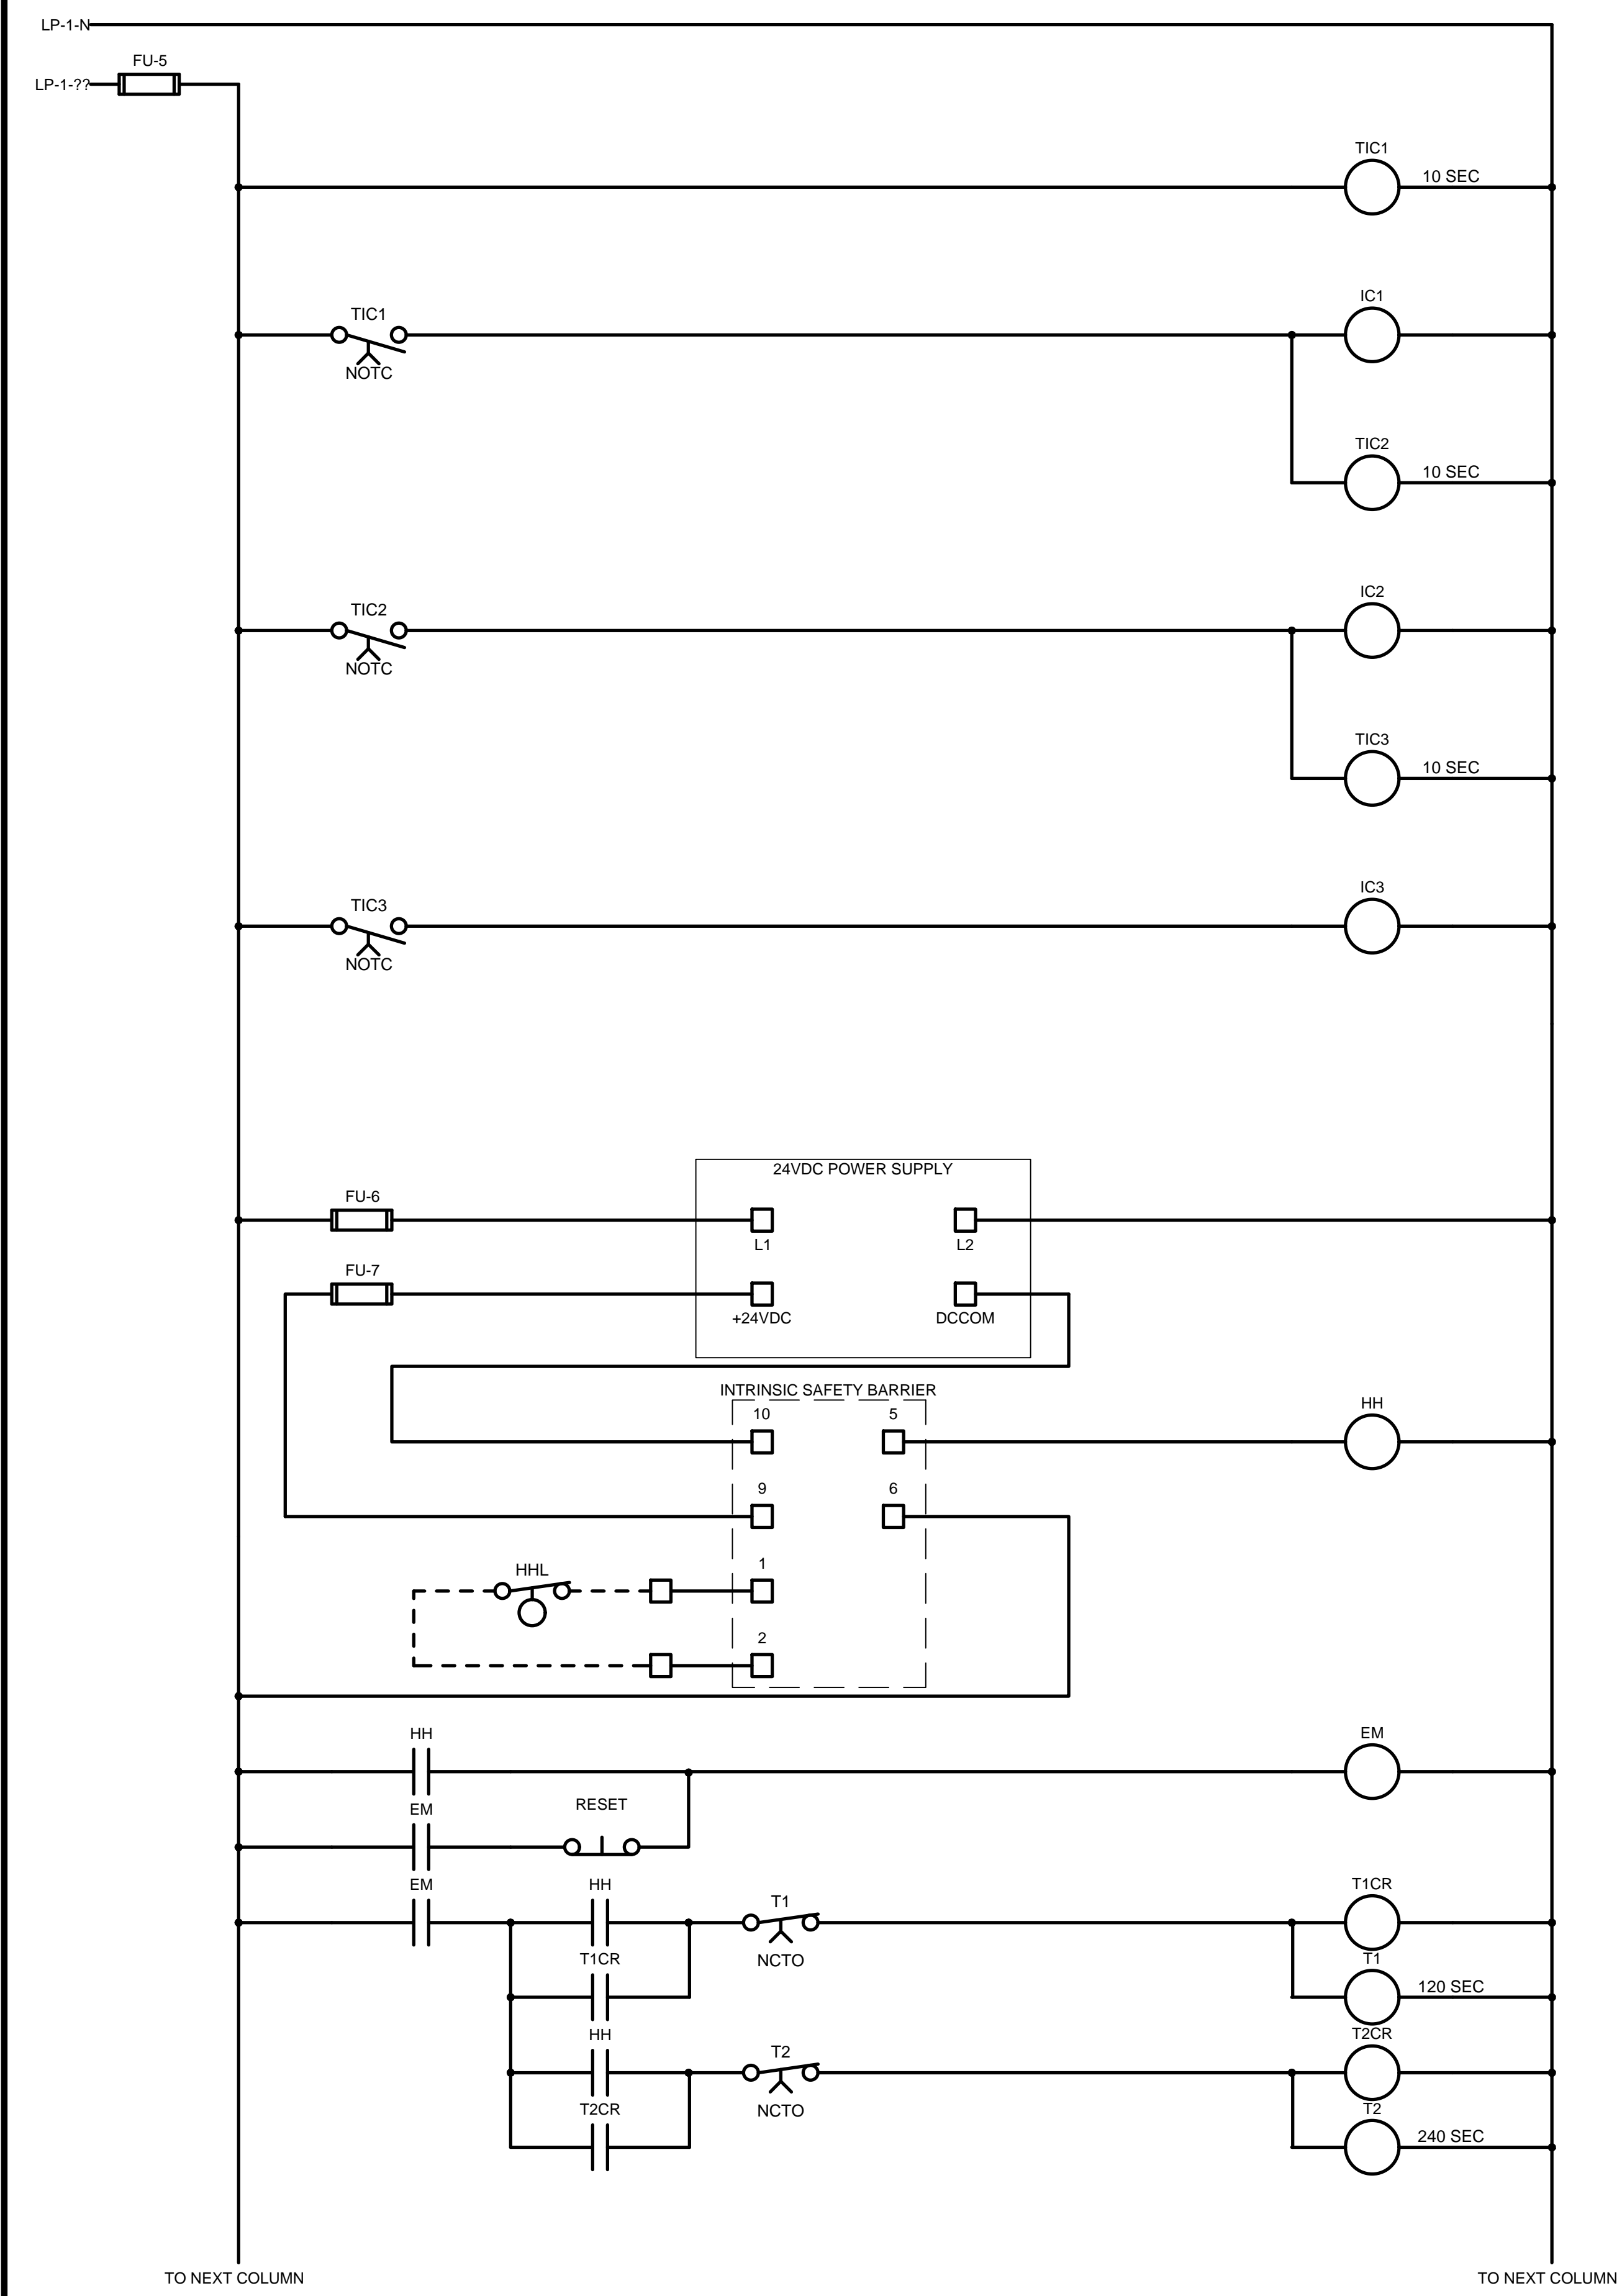 LP-1-N
FU-5
LP-1-??
TIC1
10 SEC
IC1
TIC1
NOTC
TIC2
10 SEC
IC2
TIC2
NOTC
TIC3
10 SEC
IC3
TIC3
NOTC
24VDC POWER SUPPLY
FU-6
L1
L2
FU-7
+24VDC
DCCOM
INTRINSIC SAFETY BARRIER
10
5
HH
9
6
HHL
1
2
HH
EM
RESET
EM
EM
HH
T1
T1CR
NCTO
T1CR
T1
120 SEC
HH
T2
T2CR
NCTO
T2CR
T2
240 SEC
TO NEXT COLUMN
TO NEXT COLUMN